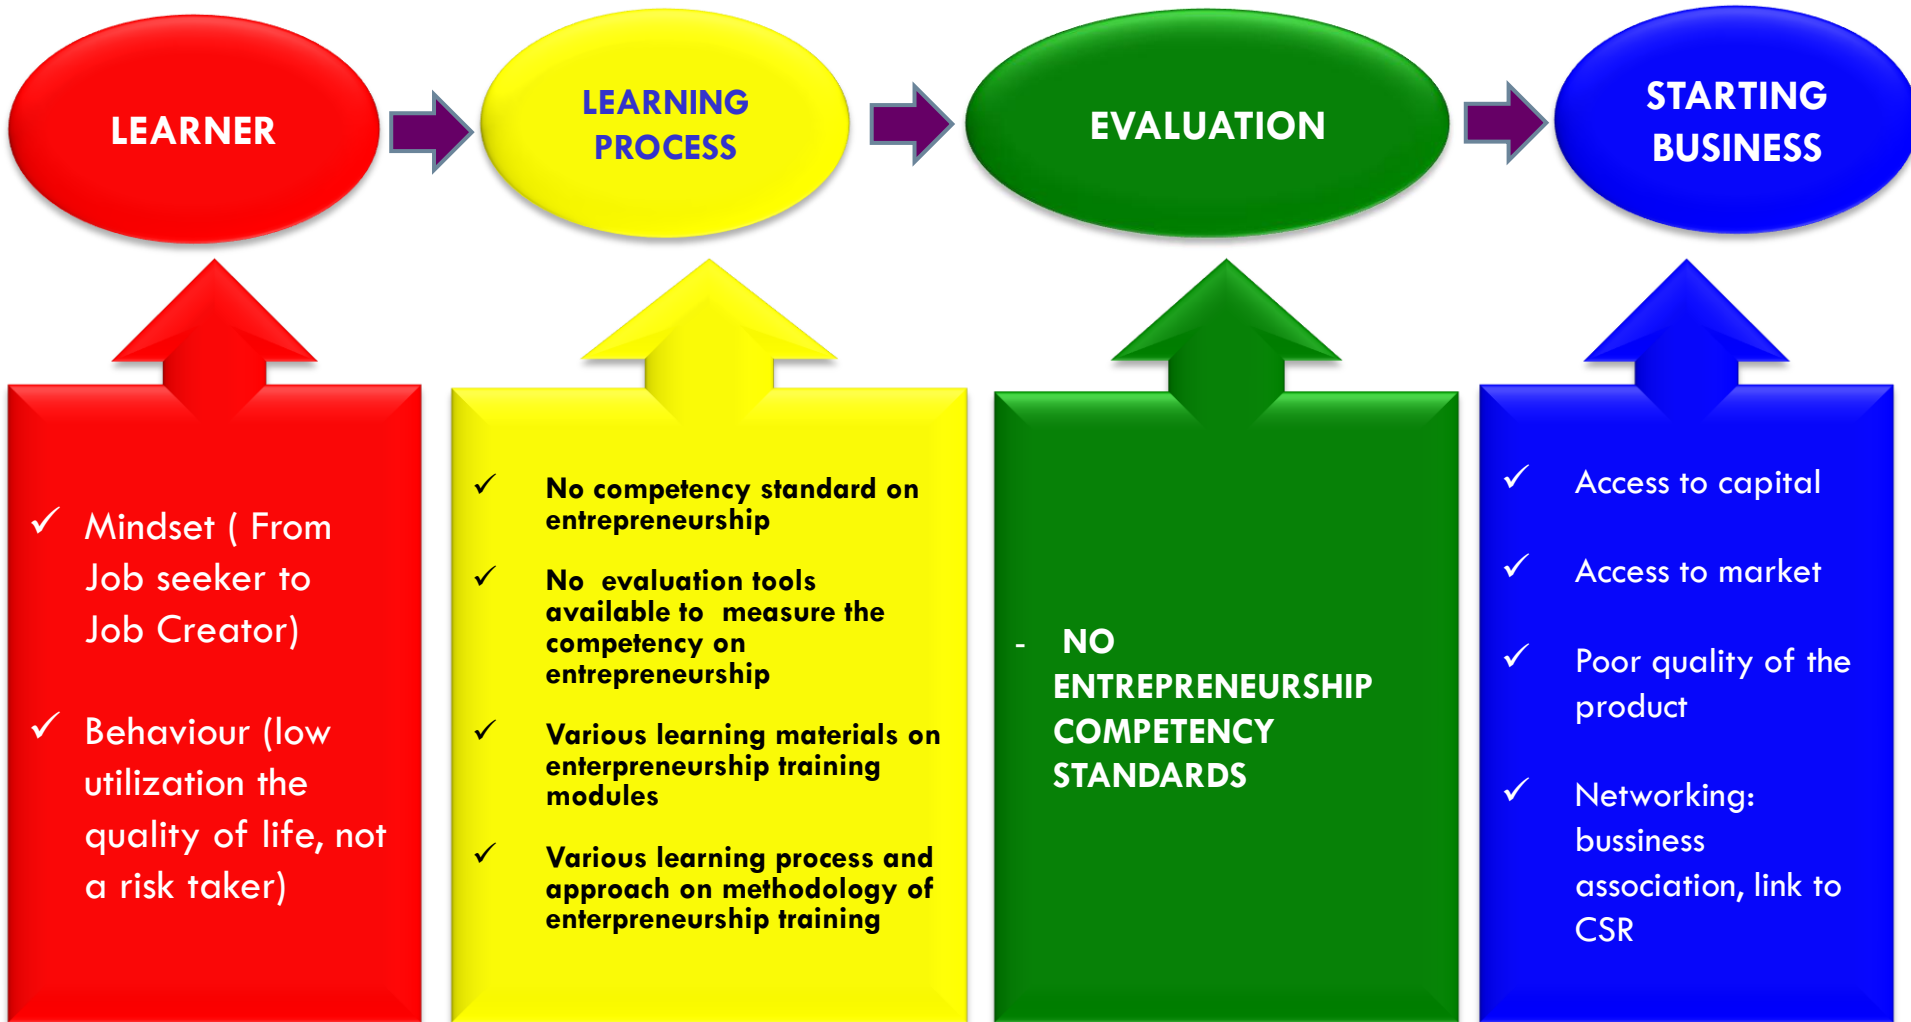 LEARNER
LEARNING
PROCESS
EVALUATION
STARTING
BUSINESS
✓ Mindset ( From
Job seeker to
Job Creator)
✓ Behaviour (low
utilization the
quality of life, not
a risk taker)
✓ No competency standard on
entrepreneurship
✓ No evaluation tools
available to measure the
competency on
entrepreneurship
✓ Various learning materials on
enterpreneurship training
modules
✓ Various learning process and
approach on methodology of
enterpreneurship training
- NO
ENTREPRENEURSHIP
COMPETENCY
STANDARDS
✓ Access to capital
✓ Access to market
✓ Poor quality of the
product
✓ Networking:
bussiness
association, link to
CSR